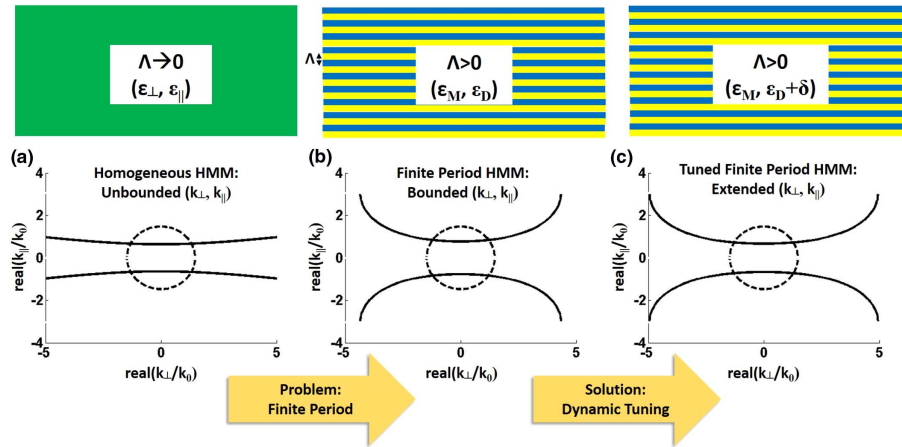 Λ→0
(ε⊥, ε∥)
Λ
Λ>0
(εM, εD)
Λ>0
(εM, εD+δ)
(a)
Homogeneous HMM:
Unbounded (k⊥, k∥)
real(k∥/k0)
4
2
0
-2
-4
-5
0
5
real(k⊥/k0)
(b)
Finite Period HMM:
Bounded (k⊥, k∥)
real(k∥/k0)
4
2
0
-2
-4
-5
0
5
real(k⊥/k0)
(c)
Tuned Finite Period HMM:
Extended (k⊥, k∥)
real(k∥/k0)
4
2
0
-2
-4
-5
0
5
real(k⊥/k0)
Problem:
Finite Period
Solution:
Dynamic Tuning